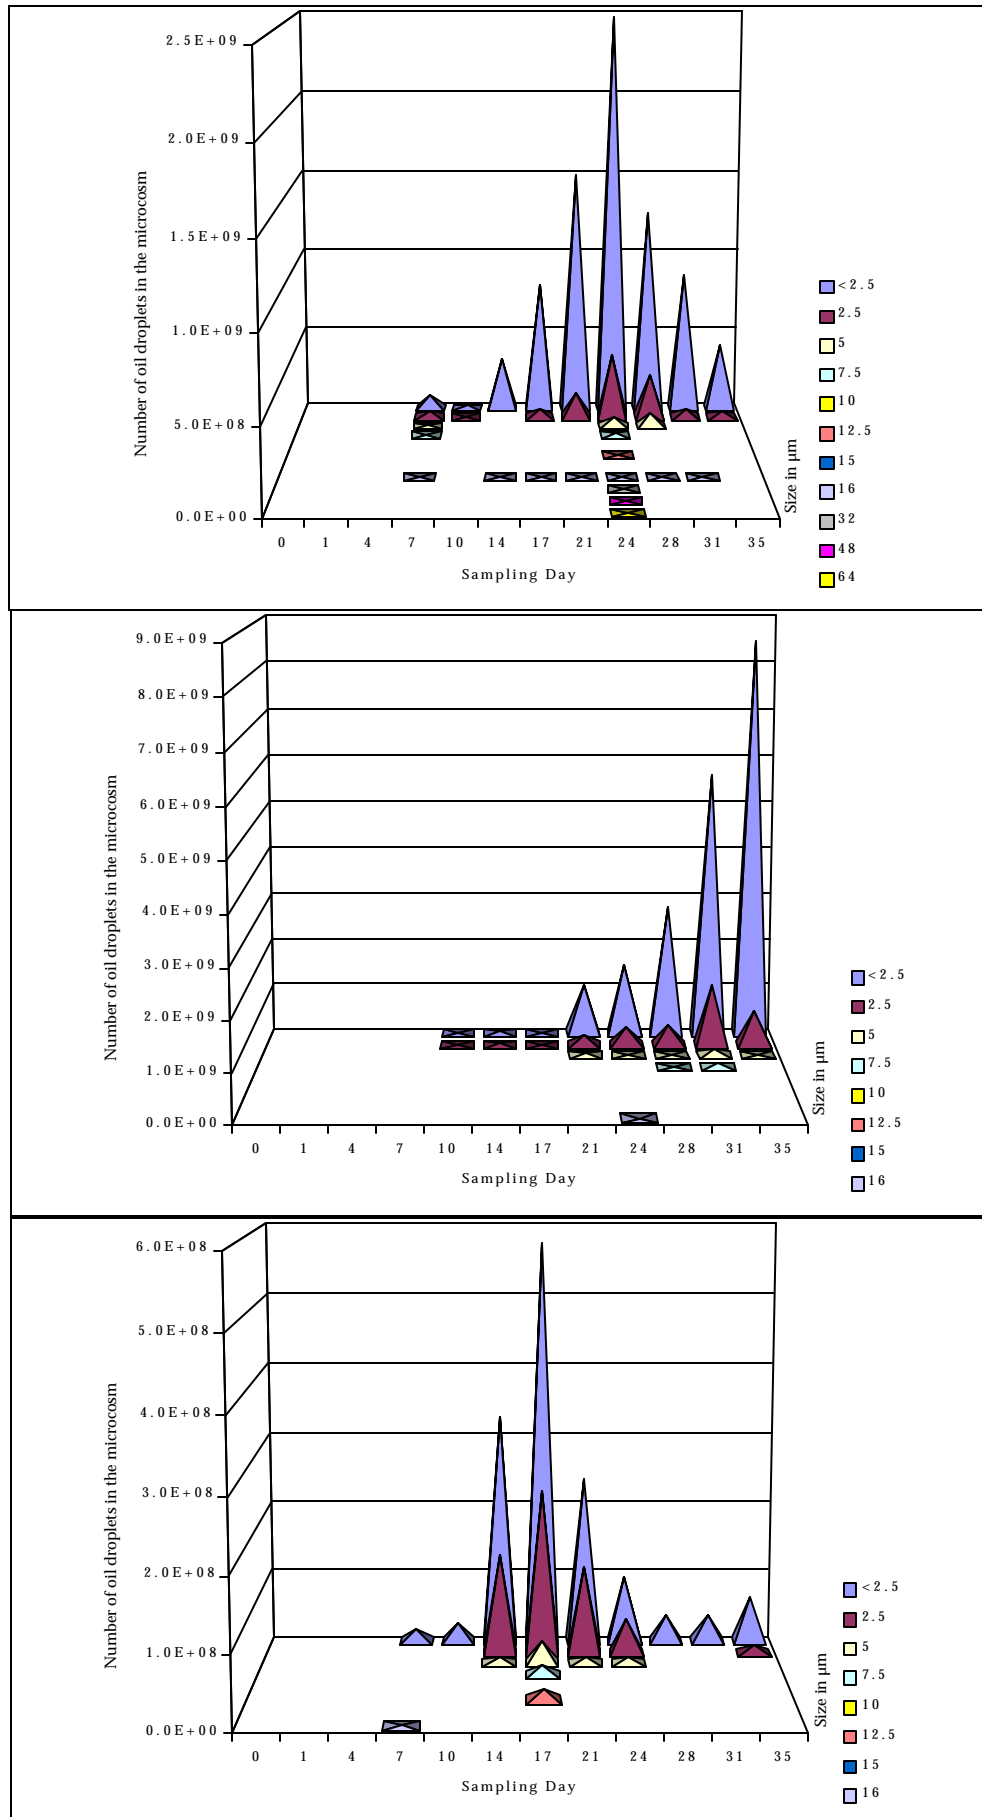 Number of oil droplets in the microcosm
2.5E+09
2.0E+09
1.5E+09
1.0E+09
5.0E+08
0.0E+00
0 1 4 7 10 14 17 21 24 28 31 35
Sampling Day
Size in µm
<2.5
2.5
5
7.5
10
12.5
15
16
32
48
64
Number of oil droplets in the microcosm
9.0E+09
8.0E+09
7.0E+09
6.0E+09
5.0E+09
4.0E+09
3.0E+09
2.0E+09
1.0E+09
0.0E+00
0 1 4 7 10 14 17 21 24 28 31 35
Sampling Day
Size in µm
<2.5
2.5
5
7.5
10
12.5
15
16
Number of oil droplets in the microcosm
6.0E+08
5.0E+08
4.0E+08
3.0E+08
2.0E+08
1.0E+08
0.0E+00
0 1 4 7 10 14 17 21 24 28 31 35
Sampling Day
Size in µm
<2.5
2.5
5
7.5
10
12.5
15
16